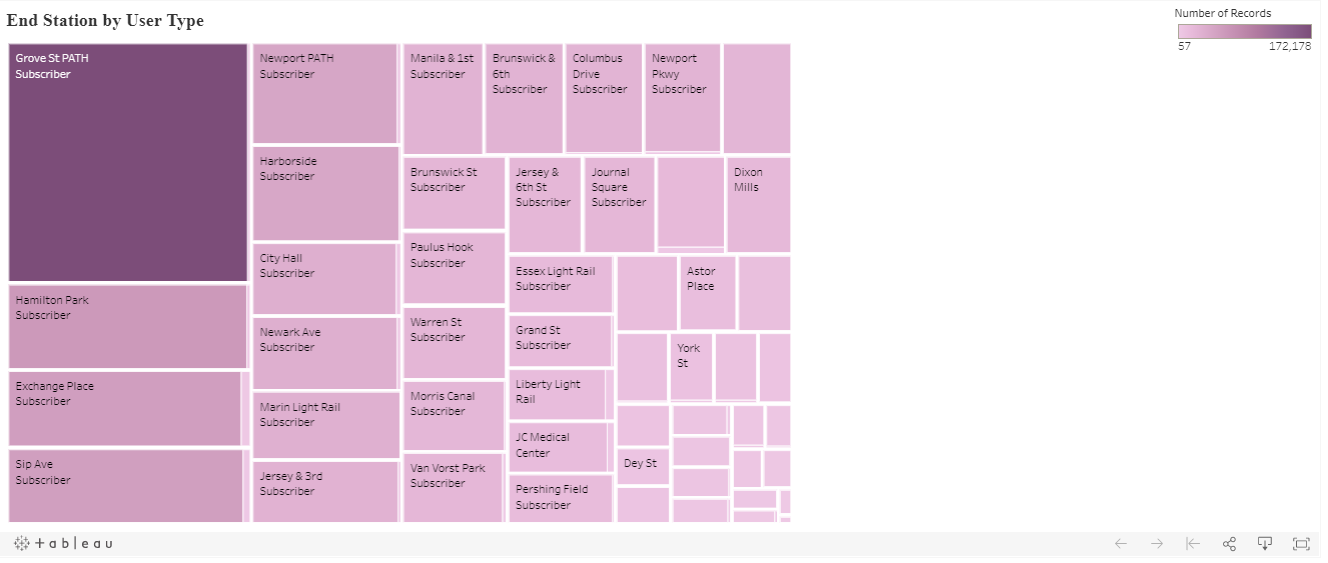 End Station by User Type
Number of Records
57
172,178
Grove St PATH
Subscriber
Hamilton Park
Subscriber
Exchange Place
Subscriber
Sip Ave
Subscriber
Newport PATH
Subscriber
Harborside
Subscriber
City Hall
Subscriber
Newark Ave
Subscriber
Marin Light Rail
Subscriber
Jersey & 3rd
Subscriber
Manila & 1st
Subscriber
Brunswick &
6th
Subscriber
Columbus
Drive
Subscriber
Newport
Pkwy
Subscriber
Brunswick St
Subscriber
Jersey &
6th St
Subscriber
Journal
Square
Subscriber
Dixon
Mills
Paulus Hook
Subscriber
Warren St
Subscriber
Morris Canal
Subscriber
Van Vorst Park
Subscriber
Essex Light Rail
Subscriber
Grand St
Subscriber
Liberty Light
Rail
JC Medical
Center
Pershing Field
Subscriber
Astor
Place
York
St
Dey St
+ a b | e a u